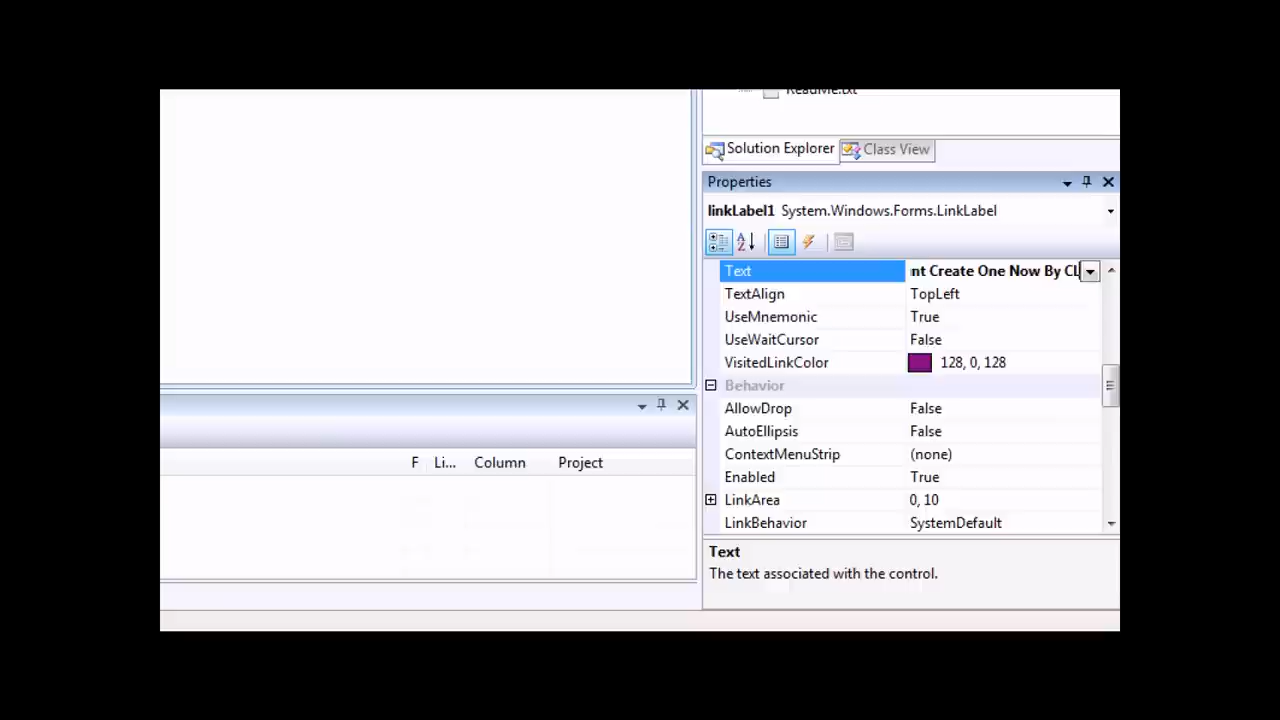 ReadMe.txt
Solution Explorer Class View
Properties
linkLabel1 System.Windows.Forms.LinkLabel
Text nt Create One Now By CL
TextAlign TopLeft
UseMnemonic True
UseWaitCursor False
VisitedLinkColor 128, 0, 128
Behavior
AllowDrop False
AutoEllipsis False
ContextMenuStrip (none)
Enabled True
LinkArea 0, 10
LinkBehavior SystemDefault
F Li... Column Project
Text
The text associated with the control.